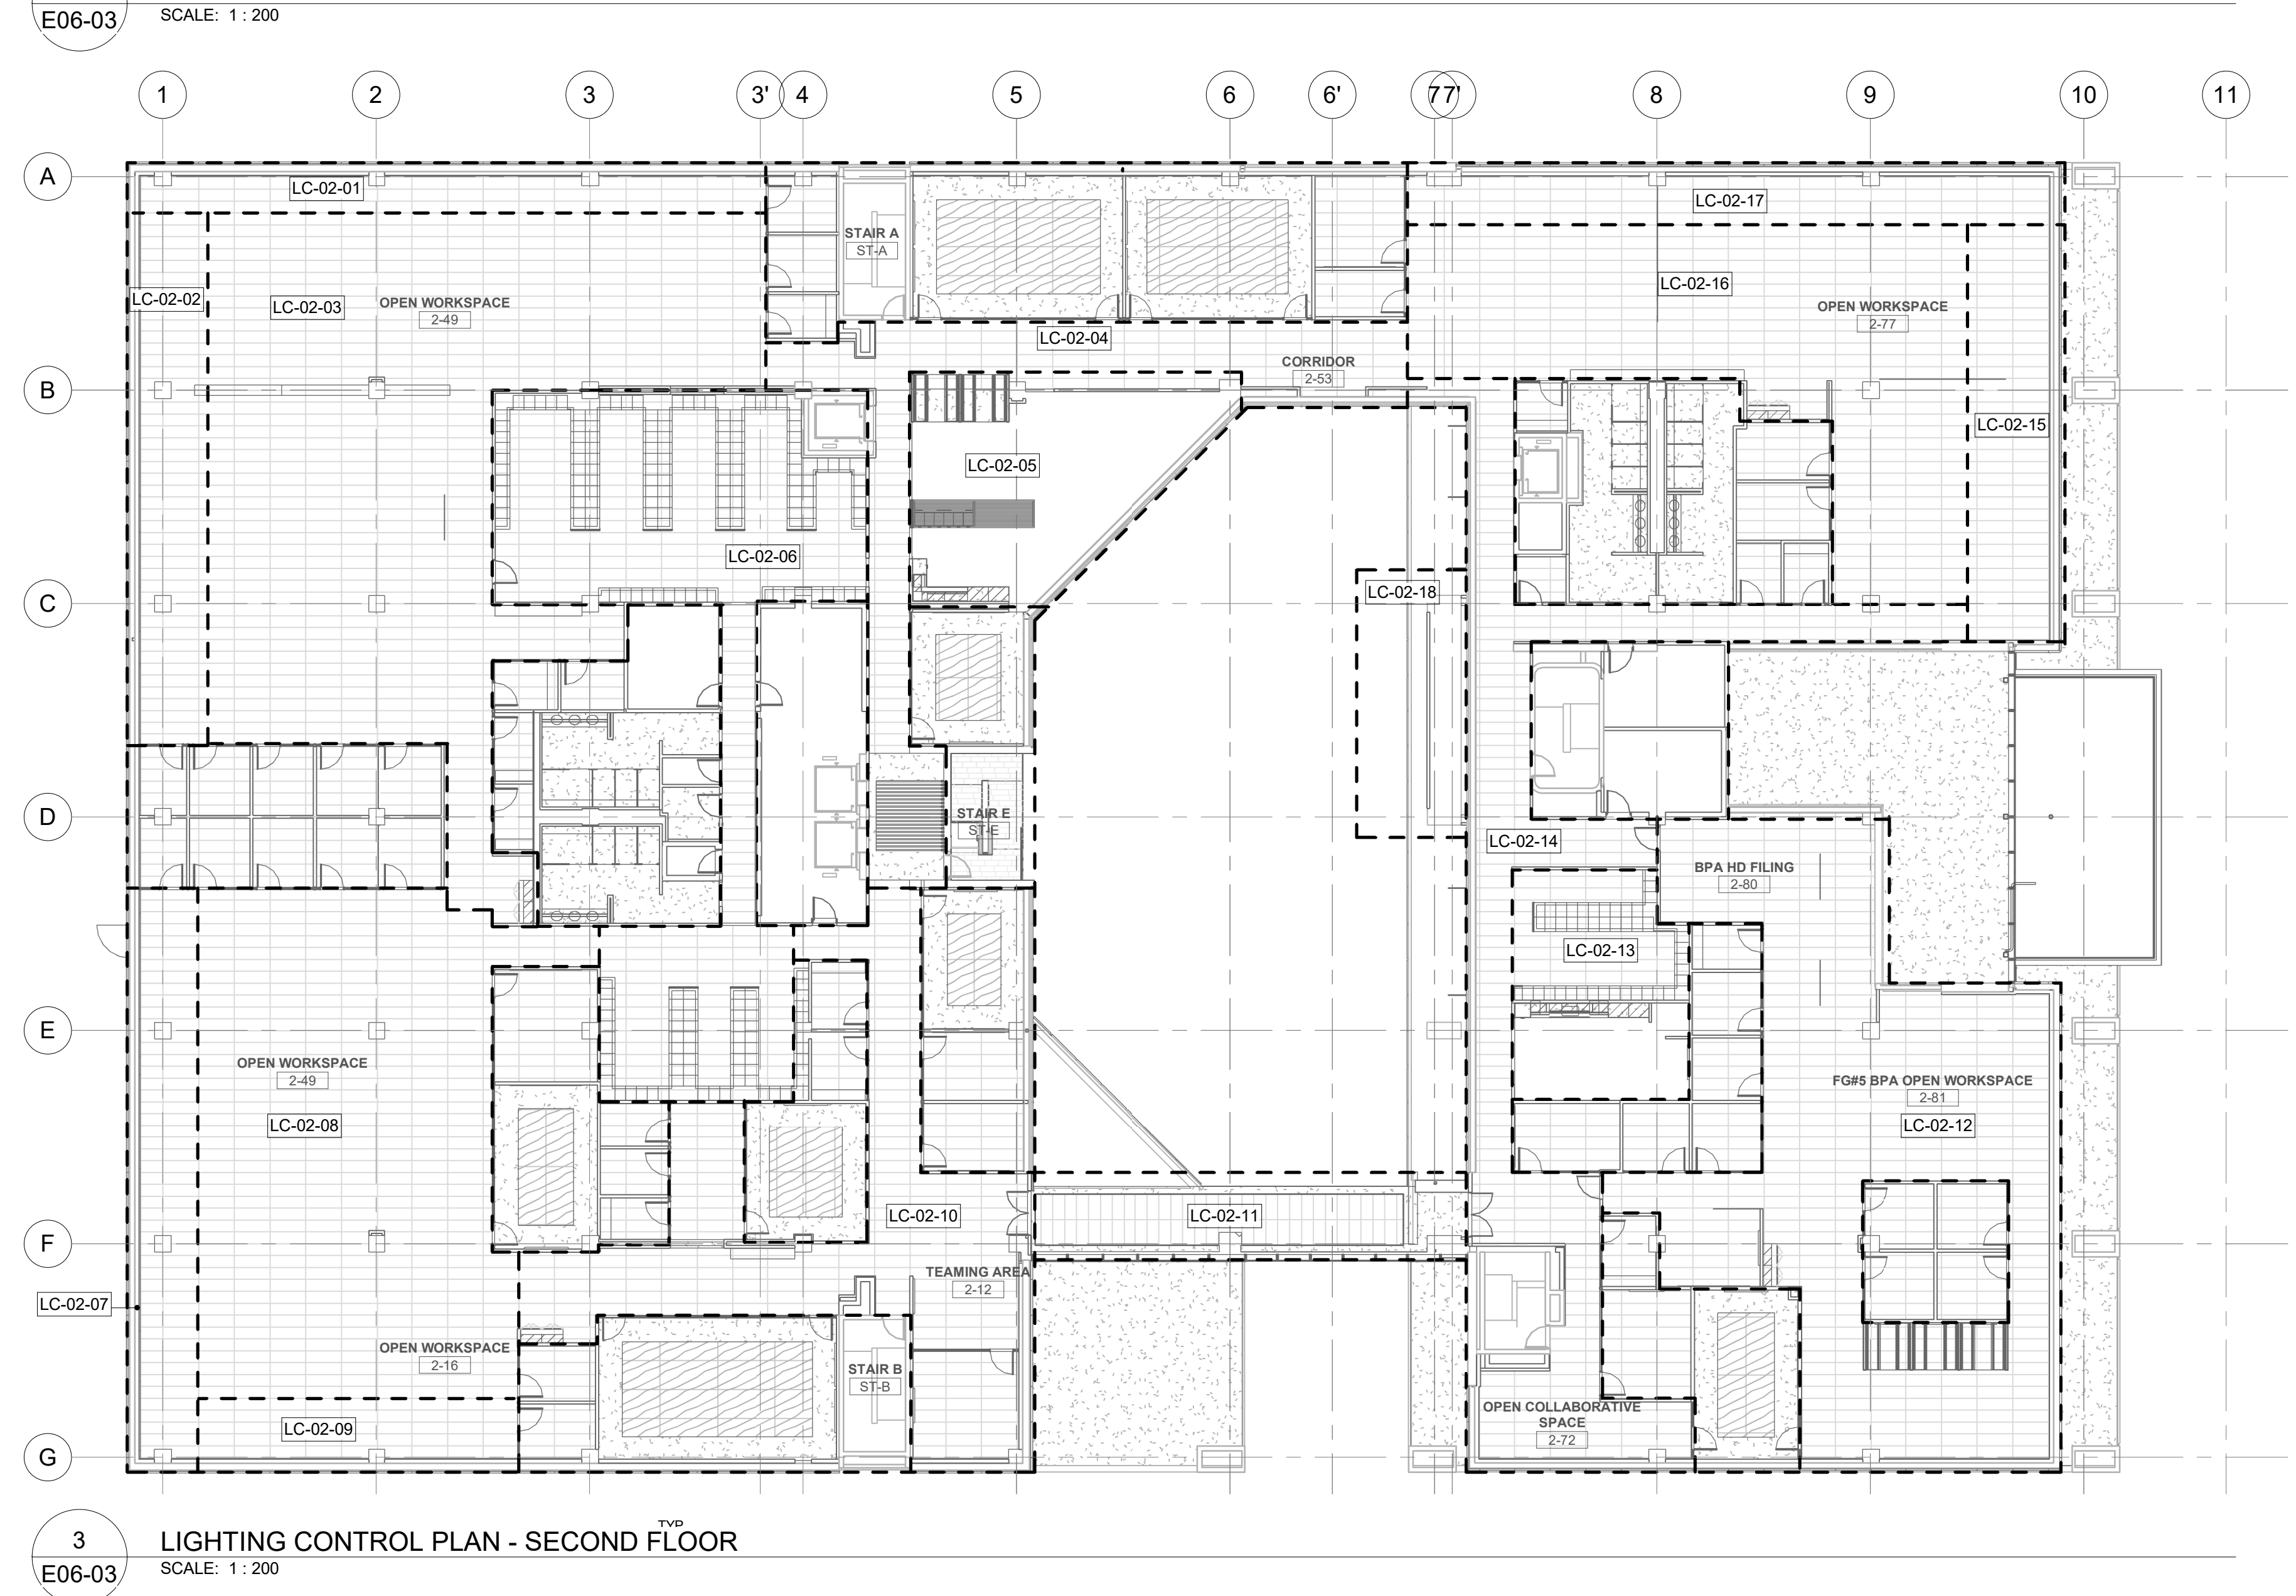 E06-03
SCALE: 1 : 200
1 2 3 3' 4 5 6 6' 7 7' 8 9 10 11
A
LC-02-01
LC-02-17
STAIR A
ST-A
LC-02-02
LC-02-03
OPEN WORKSPACE
2-49
LC-02-16
OPEN WORKSPACE
2-77
LC-02-04
CORRIDOR
2-53
B
LC-02-15
LC-02-05
LC-02-06
C
LC-02-18
D
STAIR E
ST-E
LC-02-14
BPA HD FILING
2-80
LC-02-13
E
OPEN WORKSPACE
2-49
FG#5 BPA OPEN WORKSPACE
2-81
LC-02-08
LC-02-12
LC-02-10
LC-02-11
F
TEAMING AREA
2-12
LC-02-07
OPEN WORKSPACE
2-16
STAIR B
ST-B
OPEN COLLABORATIVE
SPACE
2-72
LC-02-09
G
3
TYP
LIGHTING CONTROL PLAN - SECOND FLOOR
E06-03
SCALE: 1 : 200